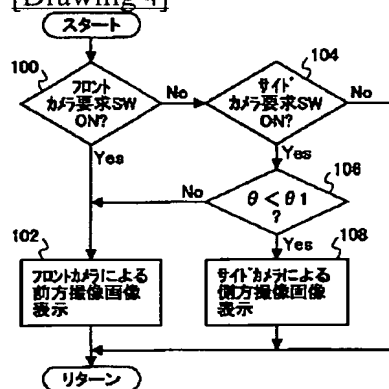 [Drawing 4]
スタート
100
フロント
カメラ要求SW
ON?
No
Yes
104
サイド
カメラ要求SW
ON?
No
Yes
106
θ < θ1
?
No
Yes
102
フロントカメラによる
前方撮像画像
表示
108
サイドカメラによる
側方撮像画像
表示
リターン